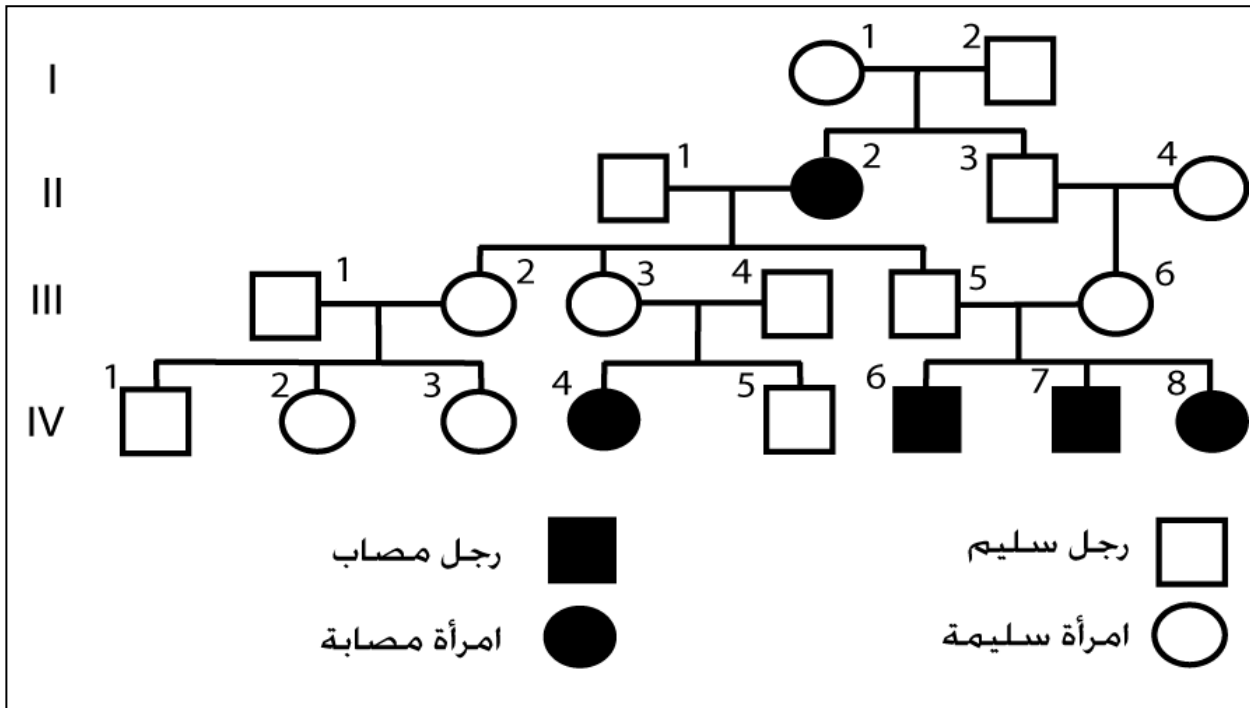 I
1 2
II
1 2 3 4
III
1 2 3 4 5 6
IV
1 2 3 4 5 6 7 8
رجل سليم
رجل مصاب
امرأة سليمة
امرأة مصابة